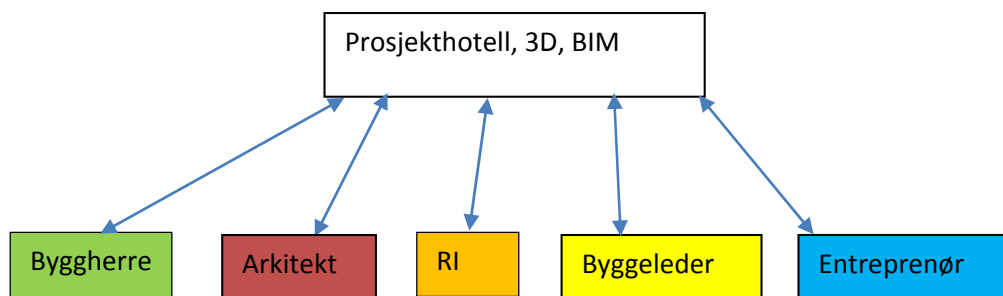 Prosjekthotell, 3D, BIM
Byggherre
Arkitekt
RI
Byggeleder
Entreprenør